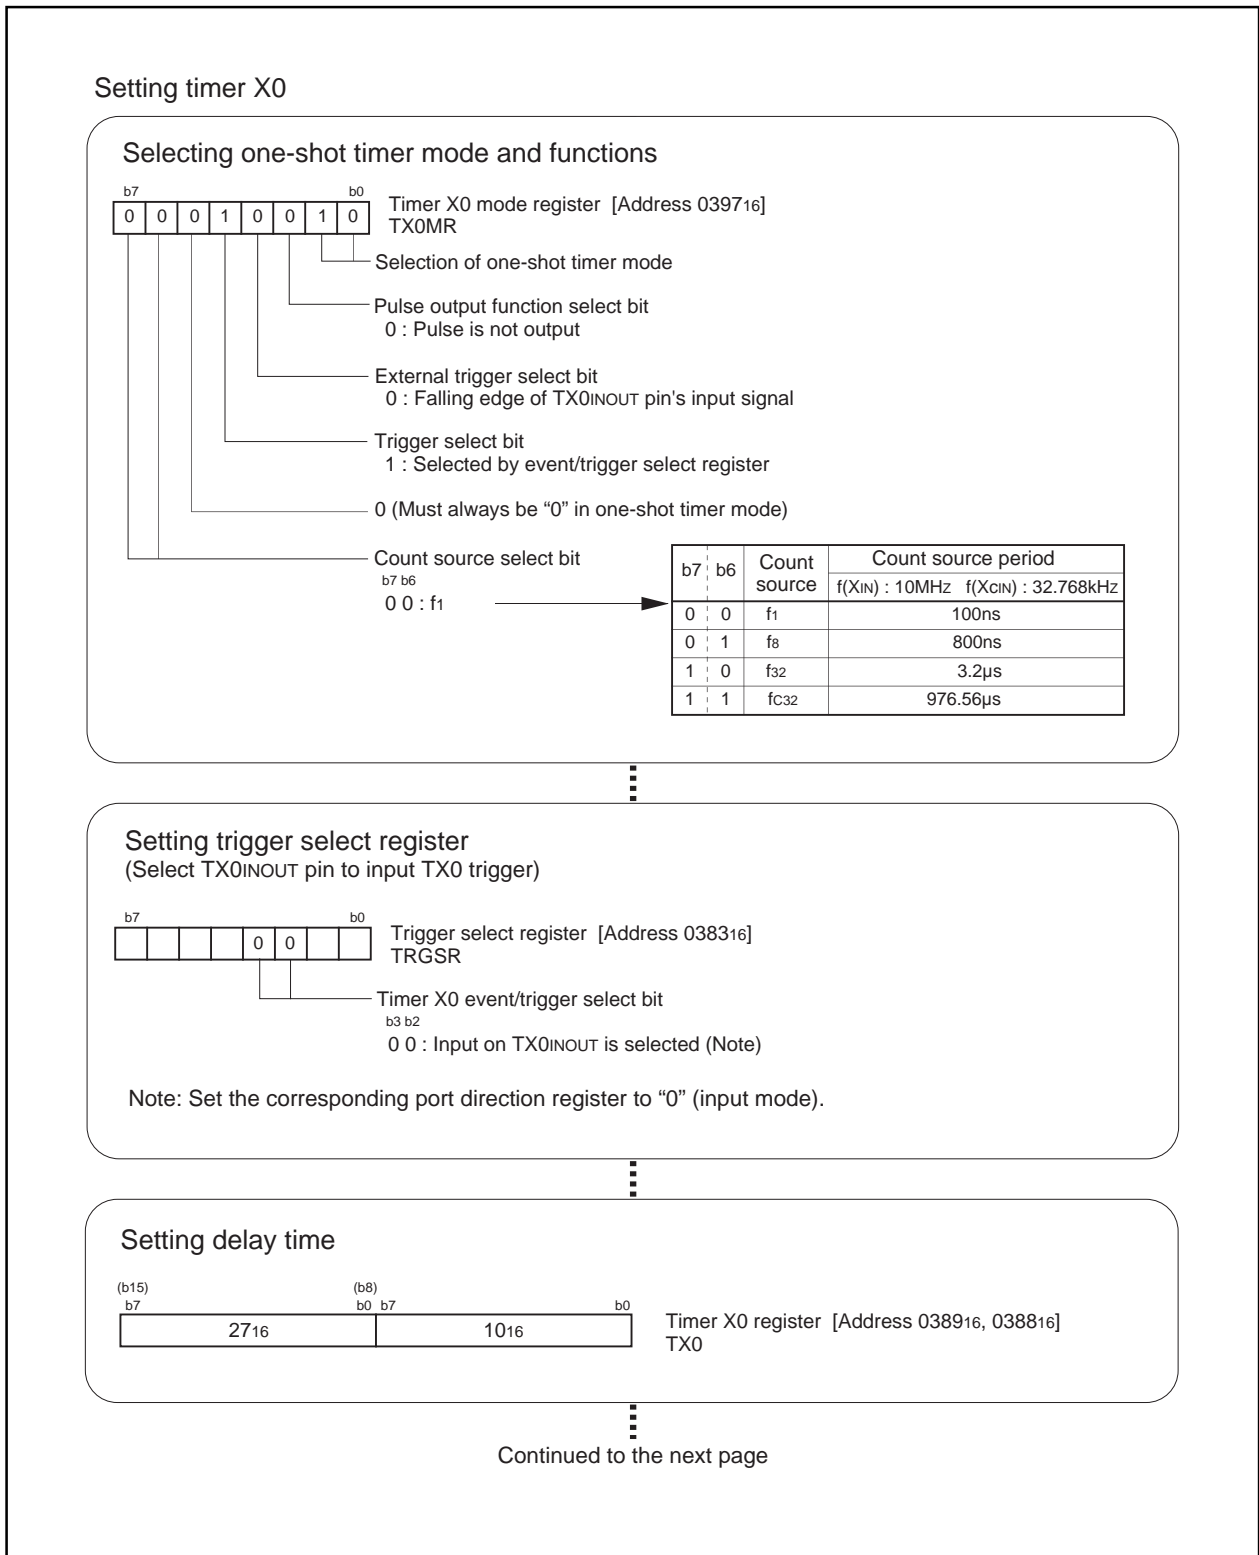 Setting timer X0
Selecting one-shot timer mode and functions
b7 b0
0 0 0 1 0 0 1 0
Timer X0 mode register [Address 039716]
TX0MR
Selection of one-shot timer mode
Pulse output function select bit
0 : Pulse is not output
External trigger select bit
0 : Falling edge of TX0INOUT pin's input signal
Trigger select bit
1 : Selected by event/trigger select register
0 (Must always be “0” in one-shot timer mode)
Count source select bit
b7 b6
0 0 : f1
b7 b6 Count source Count source period
f(XIN) : 10MHz f(XCIN) : 32.768kHz
0 0 f1 100ns
0 1 f8 800ns
1 0 f32 3.2µs
1 1 fC32 976.56µs
Setting trigger select register
(Select TX0INOUT pin to input TX0 trigger)
b7 b0
0 0
Trigger select register [Address 038316]
TRGSR
Timer X0 event/trigger select bit
b3 b2
0 0 : Input on TX0INOUT is selected (Note)
Note: Set the corresponding port direction register to “0” (input mode).
Setting delay time
(b15) (b8)
b7 b0 b7 b0
2716 1016
Timer X0 register [Address 038916, 038816]
TX0
Continued to the next page